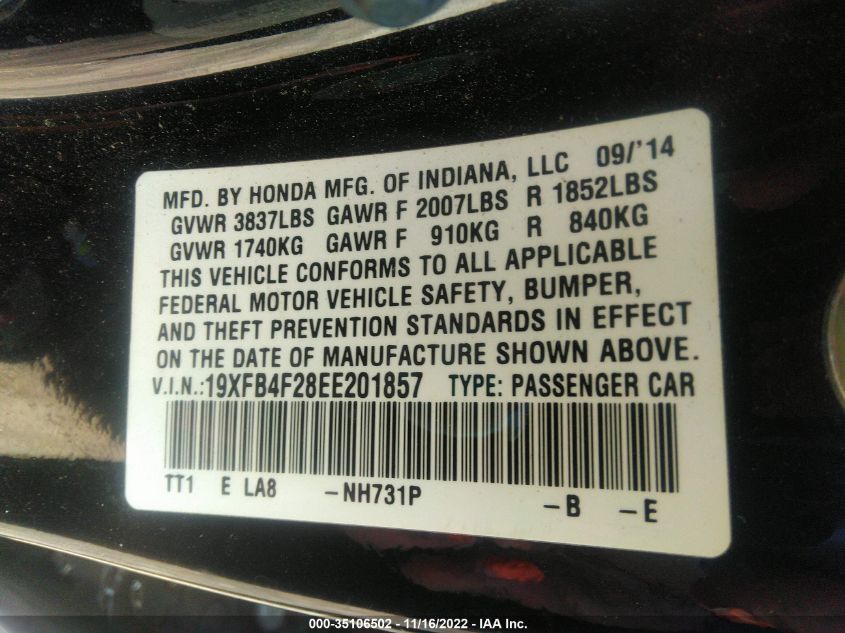 MFD. BY HONDA MFG. OF INDIANA, LLC 09/'14
GVWR 3837LBS GAWR F 2007LBS R 1852LBS
GVWR 1740KG GAWR F 910KG R 840KG
THIS VEHICLE CONFORMS TO ALL APPLICABLE
FEDERAL MOTOR VEHICLE SAFETY, BUMPER,
AND THEFT PREVENTION STANDARDS IN EFFECT
ON THE DATE OF MANUFACTURE SHOWN ABOVE.
V.I.N.:19XFB4F28EE201857 TYPE: PASSENGER CAR
TT1 E LA8 -NH731P -B -E
000-35106502 - 11/16/2022 - IAA Inc.